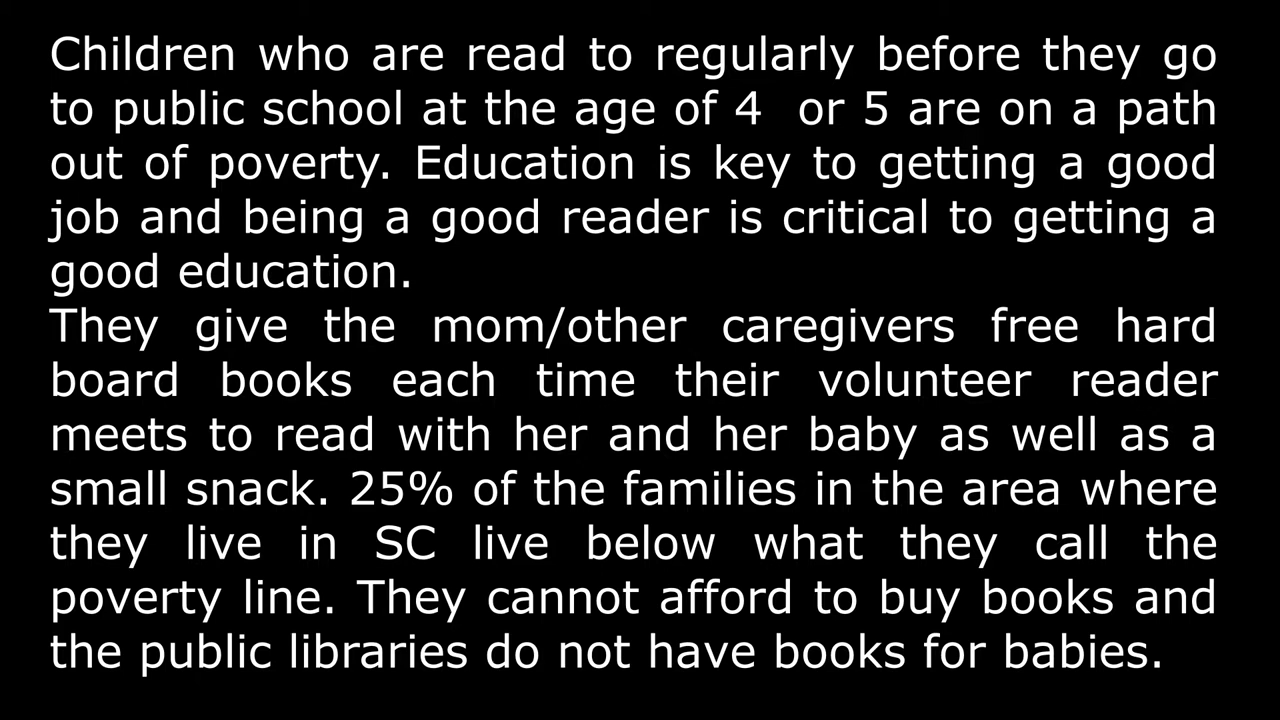 Children who are read to regularly before they go
to public school at the age of 4  or 5 are on a path
out of poverty. Education is key to getting a good
job and being a good reader is critical to getting a
good education.
They give the mom/other caregivers free hard
board books each time their volunteer reader
meets to read with her and her baby as well as a
small snack. 25% of the families in the area where
they live in SC live below what they call the
poverty line. They cannot afford to buy books and
the public libraries do not have books for babies.